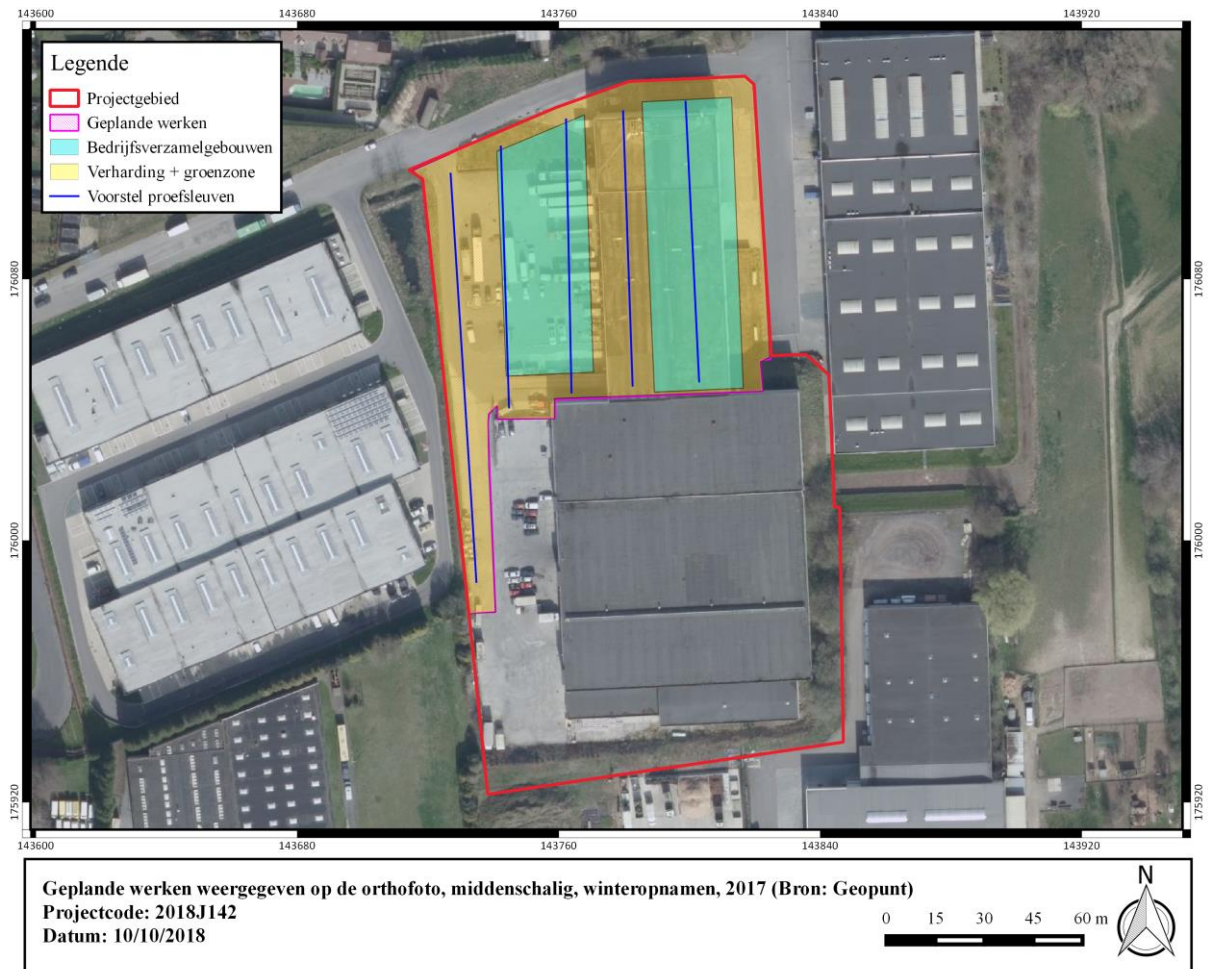 143600 143680 143760 143840 143920
Legende
Projectgebied
Geplande werken
Bedrijfsverzamelgebouwen
Verharding + groenzone
Voorstel proefsleuven
176080 176080
176000 176000
175920 175920
143600 143680 143760 143840 143920
Geplande werken weergegeven op de orthofoto, middenschalig, winteropnamen, 2017 (Bron: Geopunt)
Projectcode: 2018J142
Datum: 10/10/2018
0 15 30 45 60 m
N